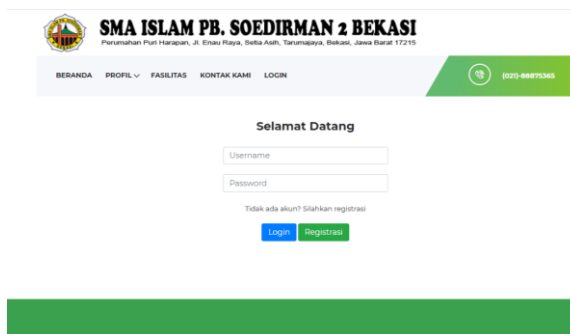 SMA ISLAM PB. SOEDIRMAN 2 BEKASI
Perumahan Puri Harapan, Jl. Enau Raya, Setia Asih, Tarumajaya, Bekasi, Jawa Barat 17215
BERANDA PROFIL FASILITAS KONTAK KAMI LOGIN (021)-88875365
Selamat Datang
Username
Password
Tidak ada akun? Silahkan registrasi
Login Registrasi